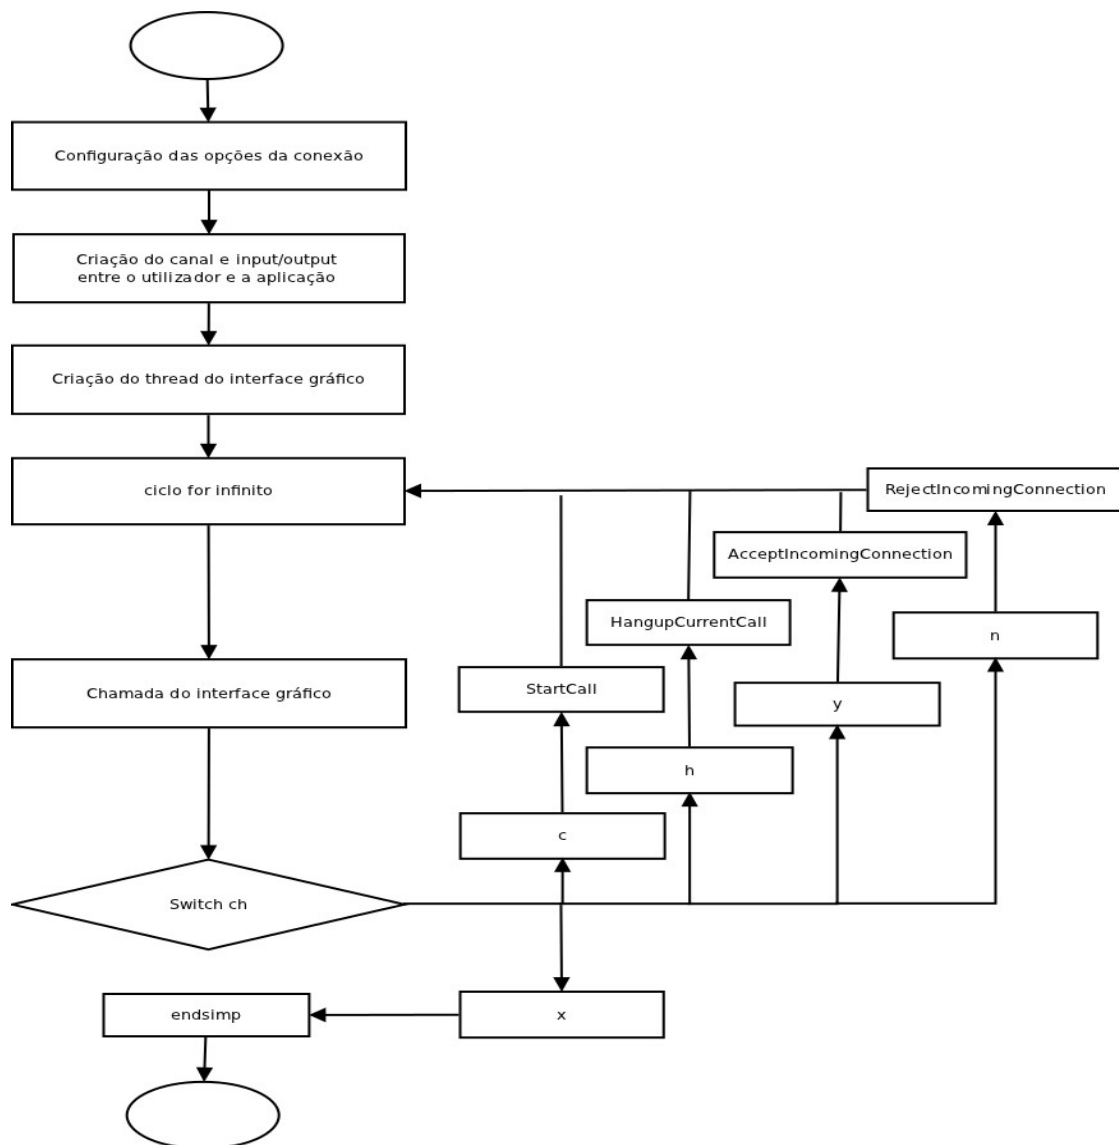 Configuração das opções da conexão
Criação do canal e input/output
entre o utilizador e a aplicação
Criação do thread do interface gráfico
ciclo for infinito
RejectIncomingConnection
AcceptIncomingConnection
HangupCurrentCall
n
StartCall
Chamada do interface gráfico
y
h
c
Switch ch
endsimp
x